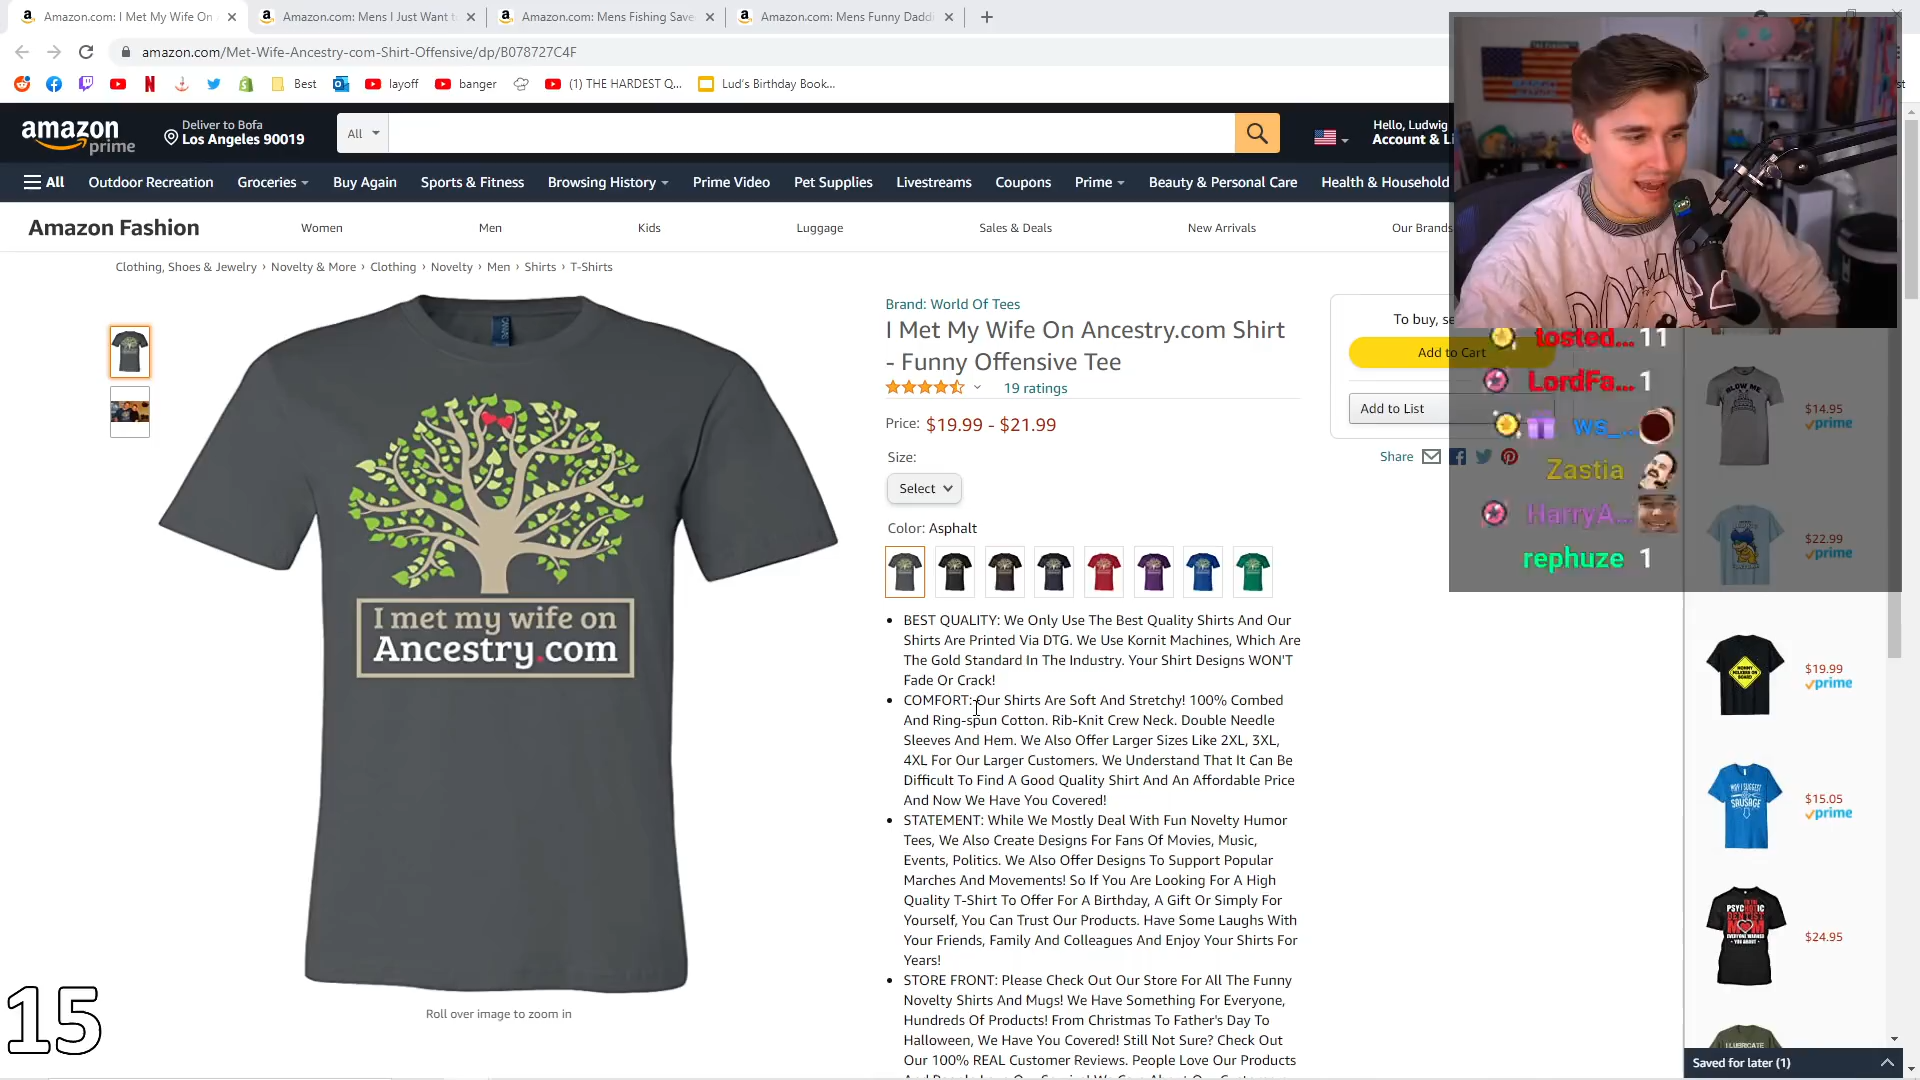 Amazon.com: I Met My Wife On
Amazon.com: Mens I Just Want t
Amazon.com: Mens Fishing Save
Amazon.com: Mens Funny Daddi
amazon.com/Met-Wife-Ancestry-com-Shirt-Offensive/dp/B078727C4F
Best
layoff
banger
(1) THE HARDEST Q...
Lud's Birthday Book...
amazon
prime
Deliver to Bofa
Los Angeles 90019
All
Hello, Ludwig
Account & Li
All
Outdoor Recreation
Groceries
Buy Again
Sports & Fitness
Browsing History
Prime Video
Pet Supplies
Livestreams
Coupons
Prime
Beauty & Personal Care
Health & Household
Amazon Fashion
Women
Men
Kids
Luggage
Sales & Deals
New Arrivals
Our Brands
Clothing, Shoes & Jewelry › Novelty & More › Clothing › Novelty › Men › Shirts › T-Shirts
I met my wife on
Ancestry.com
Roll over image to zoom in
15
Brand: World Of Tees
I Met My Wife On Ancestry.com Shirt
- Funny Offensive Tee
19 ratings
Price: $19.99 - $21.99
Size:
Select
Color: Asphalt
BEST QUALITY: We Only Use The Best Quality Shirts And Our
Shirts Are Printed Via DTG. We Use Kornit Machines, Which Are
The Gold Standard In The Industry. Your Shirt Designs WON'T
Fade Or Crack!
COMFORT: Our Shirts Are Soft And Stretchy! 100% Combed
And Ring-spun Cotton. Rib-Knit Crew Neck. Double Needle
Sleeves And Hem. We Also Offer Larger Sizes Like 2XL, 3XL,
4XL For Our Larger Customers. We Understand That It Can Be
Difficult To Find A Good Quality Shirt And An Affordable Price
And Now We Have You Covered!
STATEMENT: While We Mostly Deal With Fun Novelty Humor
Tees, We Also Create Designs For Fans Of Movies, Music,
Events, Politics. We Also Offer Designs To Support Popular
Marches And Movements! So If You Are Looking For A High
Quality T-Shirt To Offer For A Birthday, A Gift Or Simply For
Yourself, You Can Trust Our Products. Have Some Laughs With
Your Friends, Family And Colleagues And Enjoy Your Shirts For
Years!
STORE FRONT: Please Check Out Our Store For All The Funny
Novelty Shirts And Mugs! We Have Something For Everyone,
Hundreds Of Products! From Christmas To Father's Day To
Halloween, We Have You Covered! Still Not Sure? Check Out
Our 100% REAL Customer Reviews. People Love Our Products
To buy, se
Add to Cart
Add to List
Share
tosted... 11
LordFa... 1
ws_...
Zastia
HarryA...
rephuze 1
BLOW ME
$14.95
prime
$22.99
prime
$19.99
prime
MAY I SUGGEST
SAUSAGE
$15.05
prime
PSYCHOTIC
DENTIST
MOM
$24.95
I LUBRICATE
Saved for later (1)